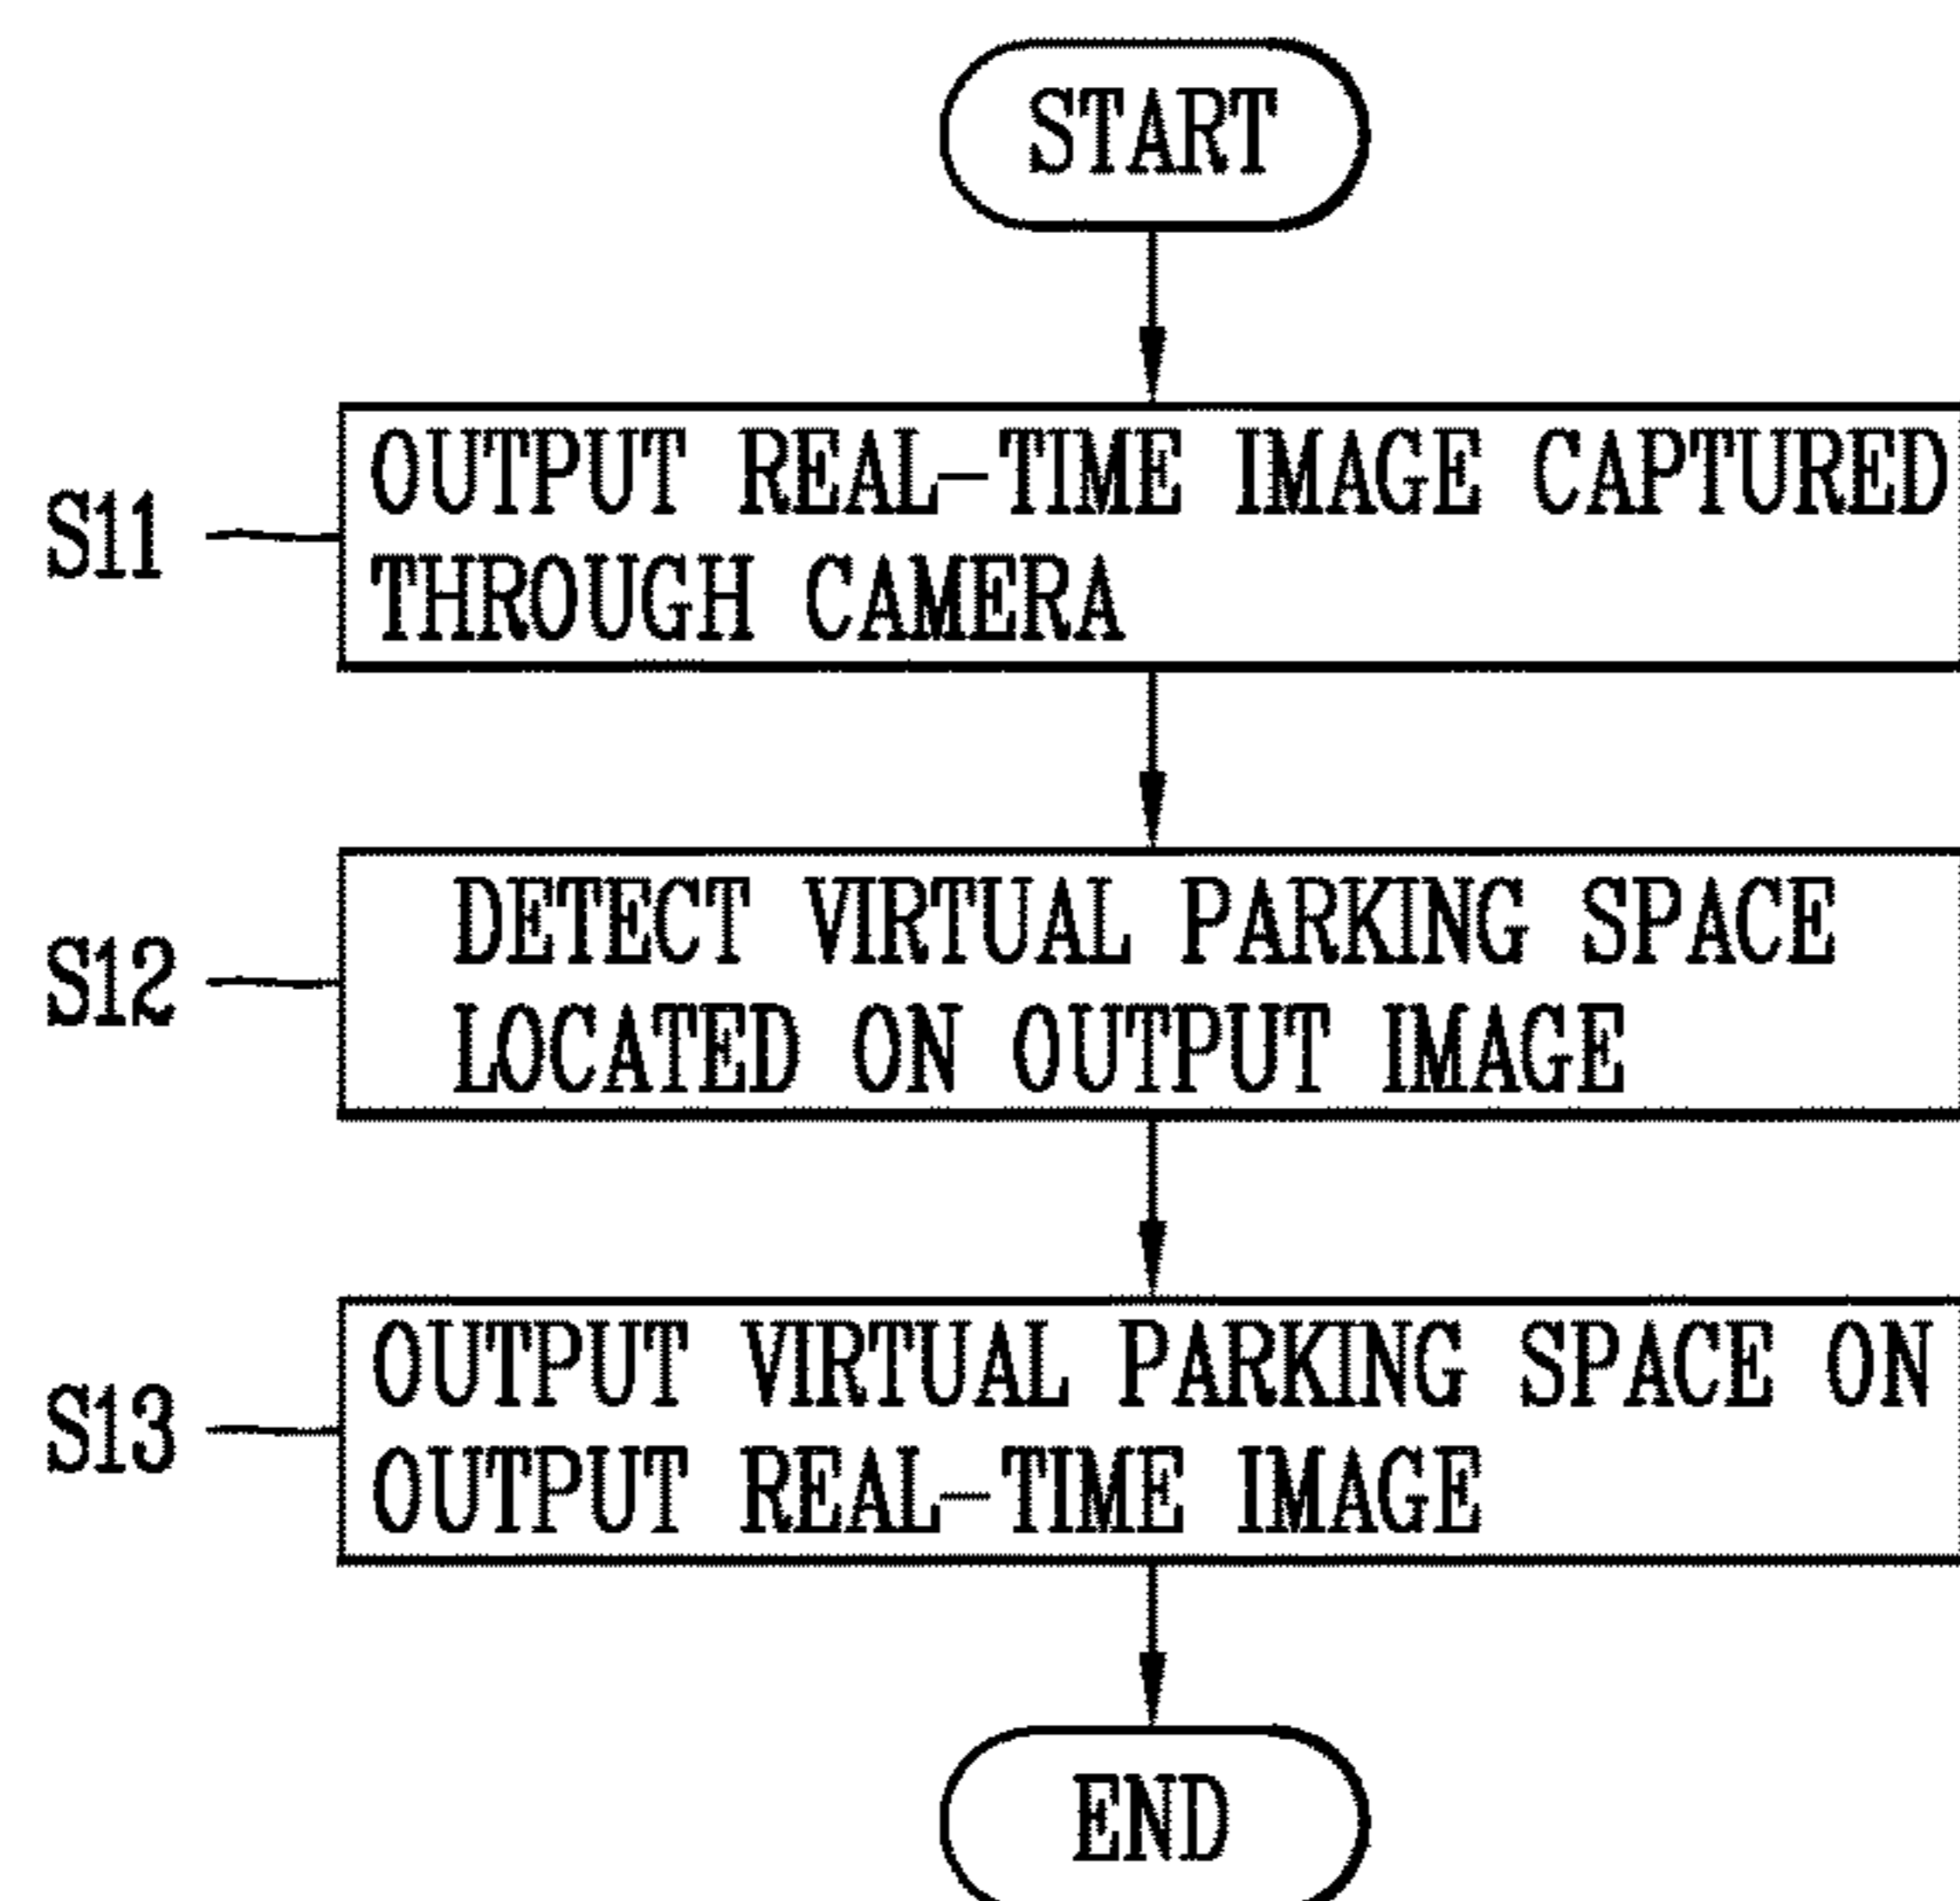 START
S11
OUTPUT REAL-TIME IMAGE CAPTURED
THROUGH CAMERA
S12
DETECT VIRTUAL PARKING SPACE
LOCATED ON OUTPUT IMAGE
S13
OUTPUT VIRTUAL PARKING SPACE ON
OUTPUT REAL-TIME IMAGE
END